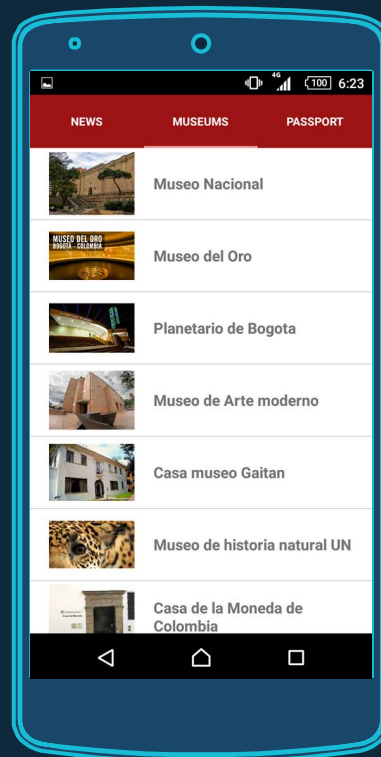 4G
100 6:23
NEWS MUSEUMS PASSPORT
Museo Nacional
MUSEO DEL ORO
BOGOTÁ - COLOMBIA
Museo del Oro
Planetario de Bogota
Museo de Arte moderno
Casa museo Gaitan
Museo de historia natural UN
Casa de la Moneda de
Colombia